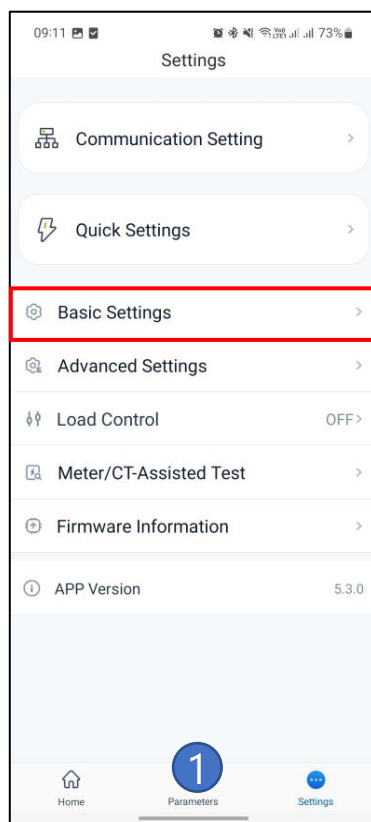 09:11 73%
Settings
Communication Setting
Quick Settings
Basic Settings
Advanced Settings
Load Control OFF
Meter/CT-Assisted Test
Firmware Information
APP Version 5.3.0
1
Home Parameters Settings